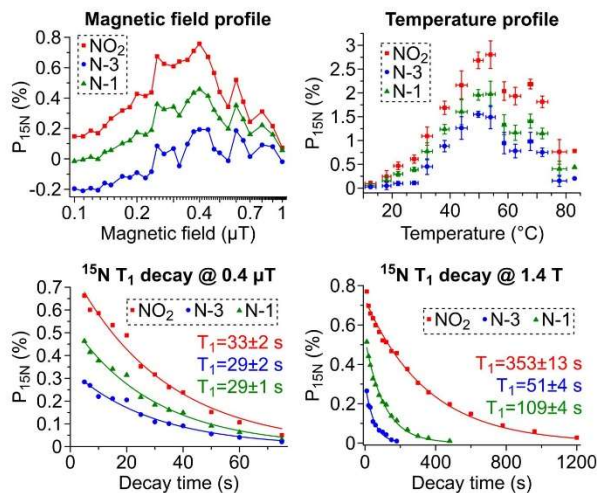 Magnetic field profile
NO2
N-3
N-1
P15N (%)
0.8
0.6
0.4
0.2
0
-0.2
0.1
0.2
0.4
0.7
1
Magnetic field (µT)
Temperature profile
NO2
N-3
N-1
P15N (%)
3
2.5
2
1.5
1
0.5
0
20
40
60
80
Temperature (°C)
15N T1 decay @ 0.4 µT
NO2 N-3 N-1
T1=33±2 s
T1=29±2 s
T1=29±1 s
P15N (%)
0.7
0.6
0.5
0.4
0.3
0.2
0.1
0
0
20
40
60
80
Decay time (s)
15N T1 decay @ 1.4 T
NO2 N-3 N-1
T1=353±13 s
T1=51±4 s
T1=109±4 s
P15N (%)
0.8
0.6
0.4
0.2
0
0
200
400
600
800
1200
Decay time (s)